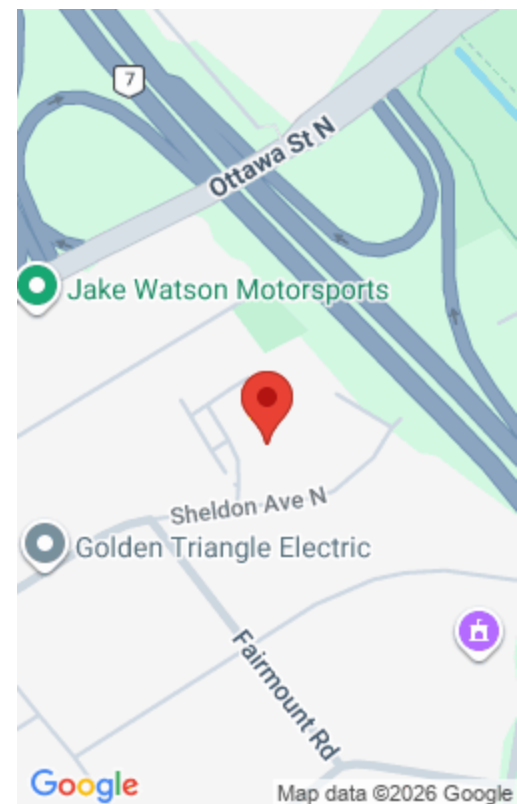 7
Ottawa St N
Jake Watson Motorsports
Sheldon Ave N
Golden Triangle Electric
Fairmount Rd
Google
Map data ©2026 Google